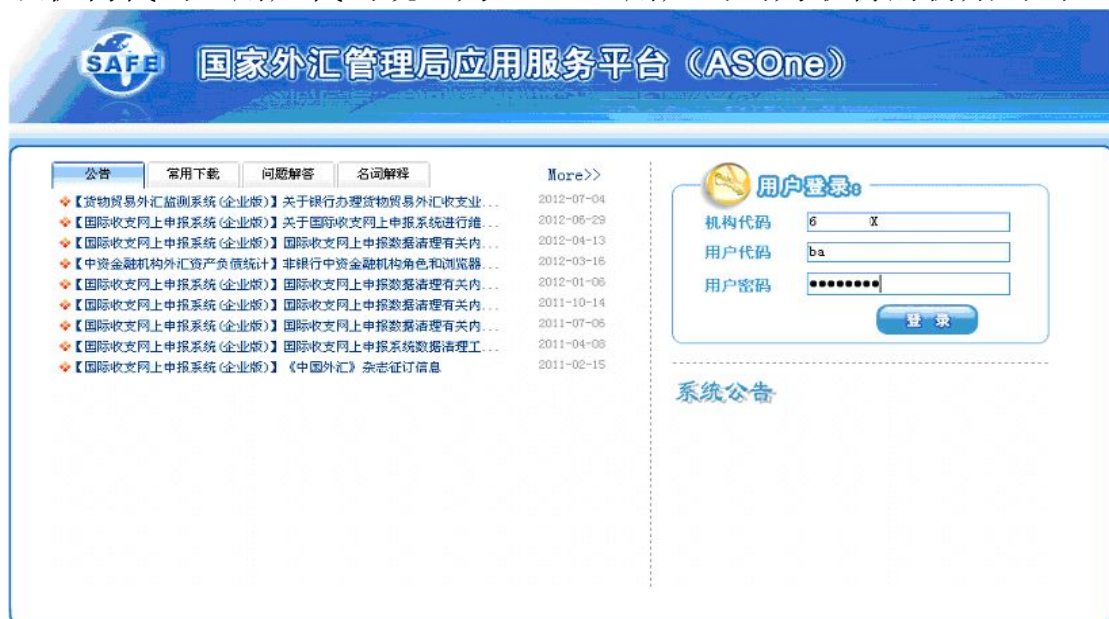 SAFE
国家外汇管理局应用服务平台（ASOne）
公告 常用下载 问题解答 名词解释 More>>
【货物贸易外汇监测系统(企业版)】关于银行办理货物贸易外汇收支业... 2012-07-04
【国际收支网上申报系统(企业版)】关于国际收支网上申报系统进行维... 2012-06-29
【国际收支网上申报系统(企业版)】国际收支网上申报数据清理有关内... 2012-04-13
【中资金融机构外汇资产负债统计】非银行中资金融机构角色和浏览器... 2012-03-16
【国际收支网上申报系统(企业版)】国际收支网上申报数据清理有关内... 2012-01-06
【国际收支网上申报系统(企业版)】国际收支网上申报数据清理有关内... 2011-10-14
【国际收支网上申报系统(企业版)】国际收支网上申报数据清理有关内... 2011-07-06
【国际收支网上申报系统(企业版)】国际收支网上申报系统数据清理工... 2011-04-08
【国际收支网上申报系统(企业版)】《中国外汇》杂志征订信息 2011-02-15
用户登录
机构代码 6 X
用户代码 ba
用户密码 ●●●●●●●●
登 录
系统公告